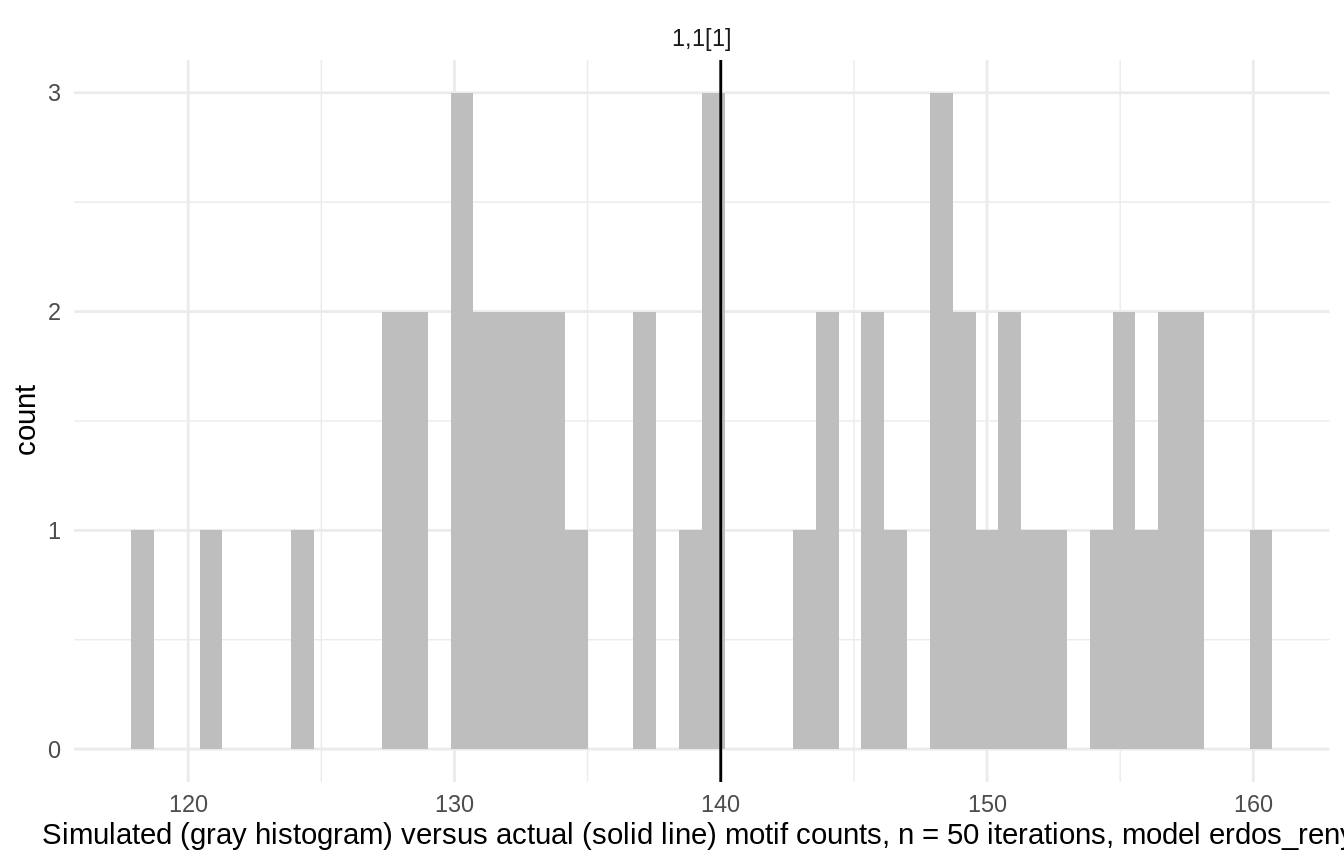 1,1[1]
3
2
1
0
count
120 130 140 150 160
Simulated (gray histogram) versus actual (solid line) motif counts, n = 50 iterations, model erdos_reny